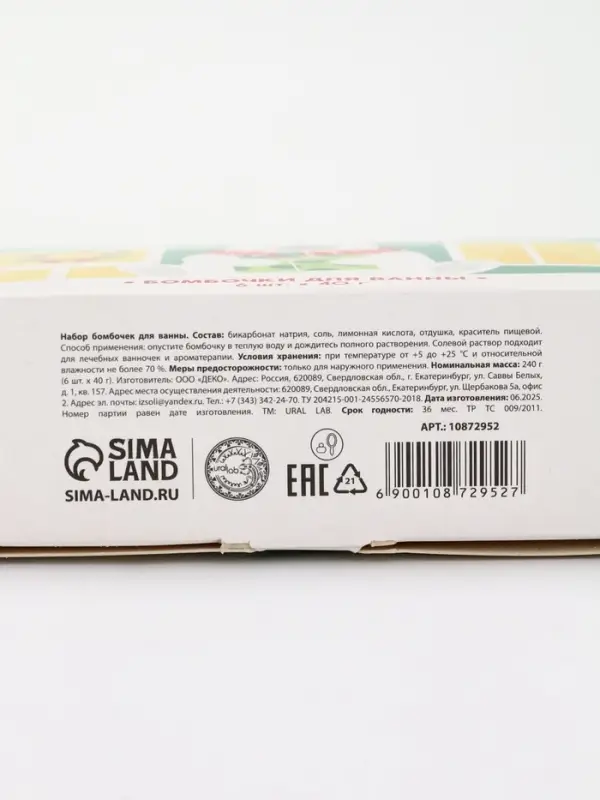 • БОМБОЧКИ ДЛЯ ВАННЫ •
6 шт. × 40 г
Набор бомбочек для ванны. Состав: бикарбонат натрия, соль, лимонная кислота, отдушка, краситель пищевой.
Способ применения: опустите бомбочку в теплую воду и дождитесь полного растворения. Солевой раствор подходит
для лечебных ванночек и ароматерапии. Условия хранения: при температуре от +5 до +25 °С и относительной
влажности не более 70 %. Меры предосторожности: только для наружного применения. Номинальная масса: 240 г
(6 шт. х 40 г). Изготовитель: ООО «ДЕКО». Адрес: Россия, 620089, Свердловская обл., г. Екатеринбург, ул. Саввы Белых,
д. 1, кв. 157. Адрес места осуществления деятельности: 620089, Свердловская обл., Екатеринбург, ул. Щербакова 5а, офис
2. Адрес эл. почты: izsoli@yandex.ru. Тел.: +7 (343) 342-24-70. ТУ 204215-001-24556570-2018. Дата изготовления: 06.2025.
Номер партии равен дате изготовления. ТМ: URAL LAB. Срок годности: 36 мес. ТР ТС 009/2011.
АРТ.: 10872952
SIMA
LAND
SIMA-LAND.RU
ural lab
EAC
21
6 900108 729527